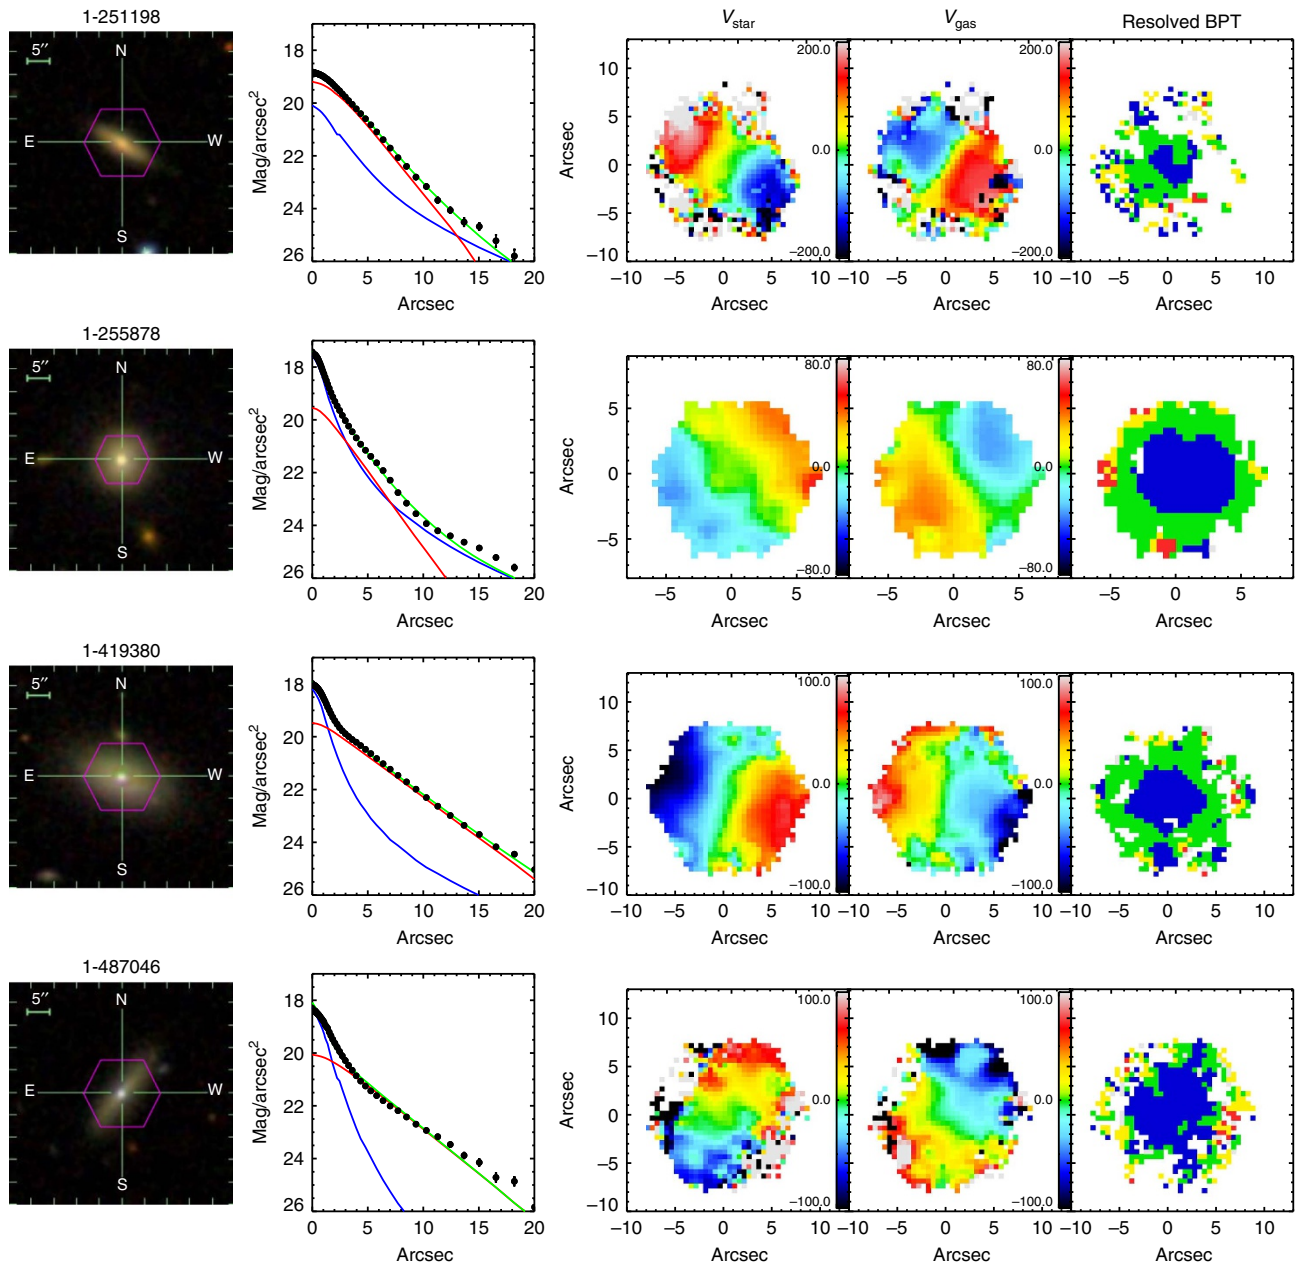 1-251198
V star
V gas
Resolved BPT
5″
N
E
W
S
Mag/arcsec²
18
20
22
24
26
0 5 10 15 20
Arcsec
Arcsec
10
5
0
−5
−10
200.0
0.0
−200.0
200.0
0.0
−200.0
−10 −5 0 5 10
−10 −5 0 5 10
−10 −5 0 5 10
Arcsec
Arcsec
Arcsec
1-255878
5″
N
E
W
S
Mag/arcsec²
18
20
22
24
26
0 5 10 15 20
Arcsec
Arcsec
5
0
−5
80.0
0.0
−80.0
80.0
0.0
−80.0
−5 0 5
−5 0 5
−5 0 5
Arcsec
Arcsec
Arcsec
1-419380
5″
N
E
W
S
Mag/arcsec²
18
20
22
24
26
0 5 10 15 20
Arcsec
Arcsec
10
5
0
−5
−10
100.0
0.0
−100.0
100.0
0.0
−100.0
−10 −5 0 5 10
−10 −5 0 5 10
−10 −5 0 5 10
Arcsec
Arcsec
Arcsec
1-487046
5″
N
E
W
S
Mag/arcsec²
18
20
22
24
26
0 5 10 15 20
Arcsec
Arcsec
10
5
0
−5
−10
100.0
0.0
−100.0
100.0
0.0
−100.0
−10 −5 0 5 10
−10 −5 0 5 10
−10 −5 0 5 10
Arcsec
Arcsec
Arcsec